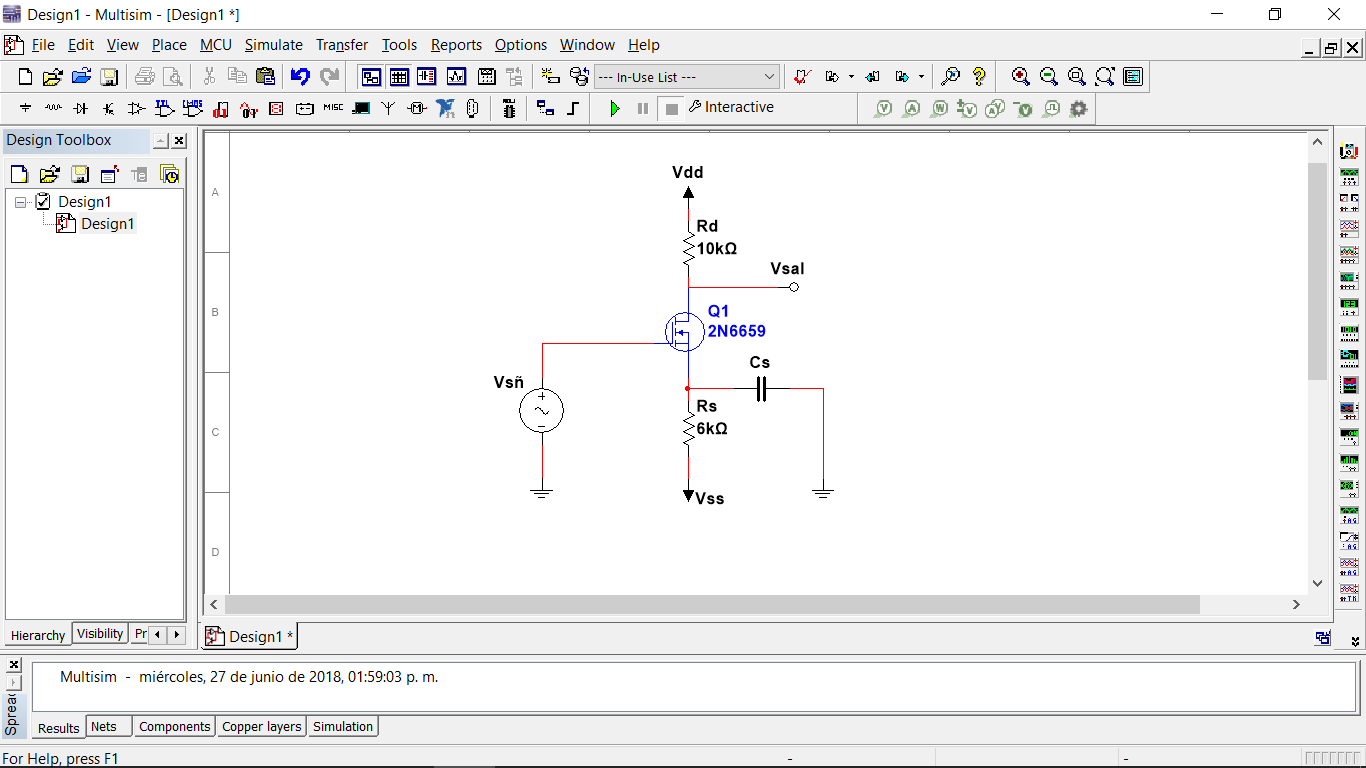 Design1 - Multisim - [Design1 *]
File Edit View Place MCU Simulate Transfer Tools Reports Options Window Help
--- In-Use List ---
MISC
Interactive
Design Toolbox
Design1
Design1
A
B
C
D
Vdd
Rd
10kΩ
Vsal
Q1
2N6659
Cs
Vsñ
Rs
6kΩ
Vss
Hierarchy Visibility Pr
Design1 *
Multisim - miércoles, 27 de junio de 2018, 01:59:03 p. m.
Results Nets Components Copper layers Simulation
For Help, press F1
- -